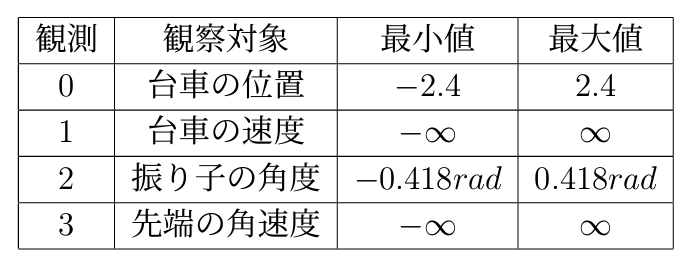 観測 観察対象 最小値 最大値
0 台車の位置 −2.4 2.4
1 台車の速度 −∞ ∞
2 振り子の角度 −0.418rad 0.418rad
3 先端の角速度 −∞ ∞